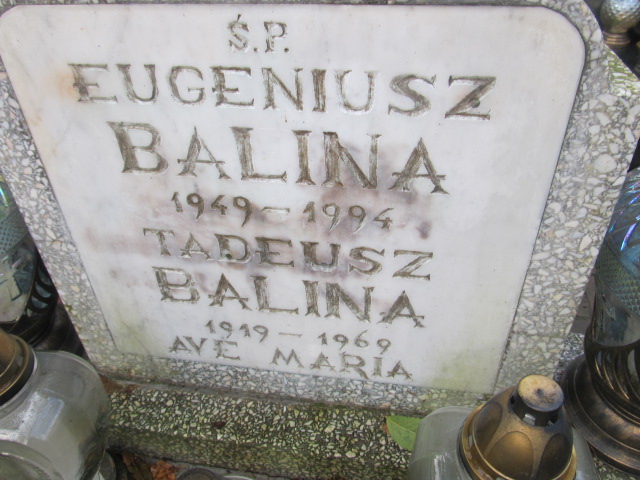 Ś.P.
EUGENIUSZ
BALINA
1949-1994
TADEUSZ
BALINA
1919-1969
AVE MARIA